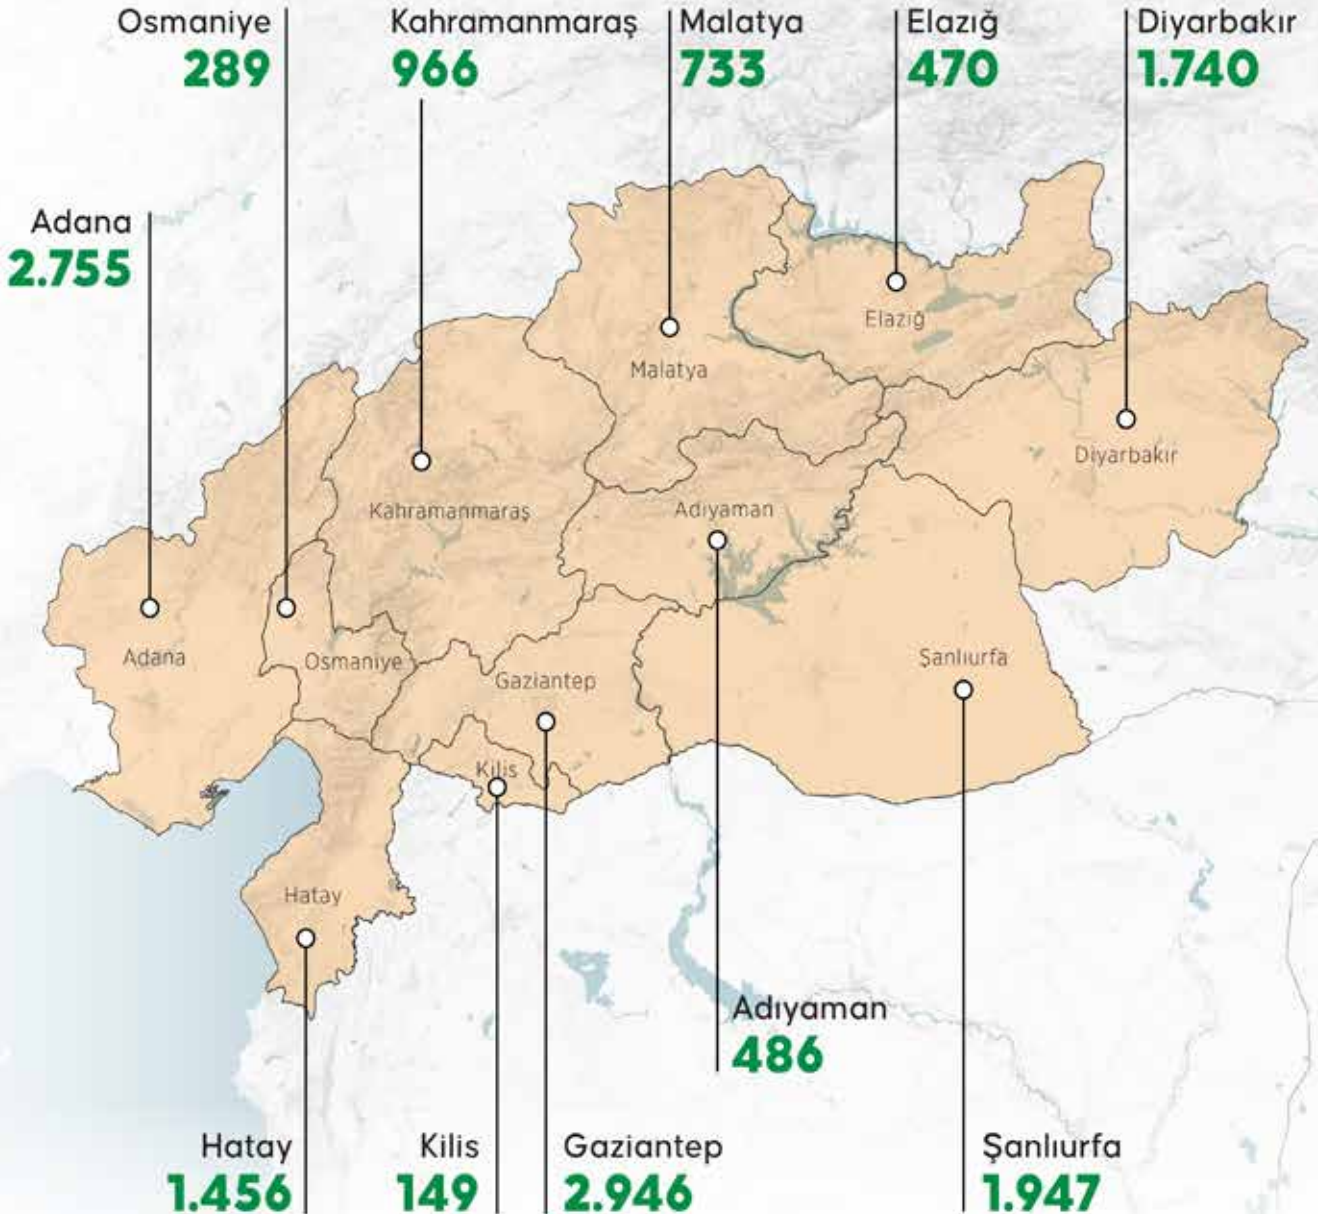 Osmaniye
289
Kahramanmaraş
966
Malatya
733
Elazığ
470
Diyarbakır
1.740
Adana
2.755
Elazığ
Malatya
Diyarbakır
Kahramanmaraş
Adıyaman
Adana
Osmaniye
Gaziantep
Şanlıurfa
Kilis
Hatay
Adıyaman
486
Hatay
1.456
Kilis
149
Gaziantep
2.946
Şanlıurfa
1.947